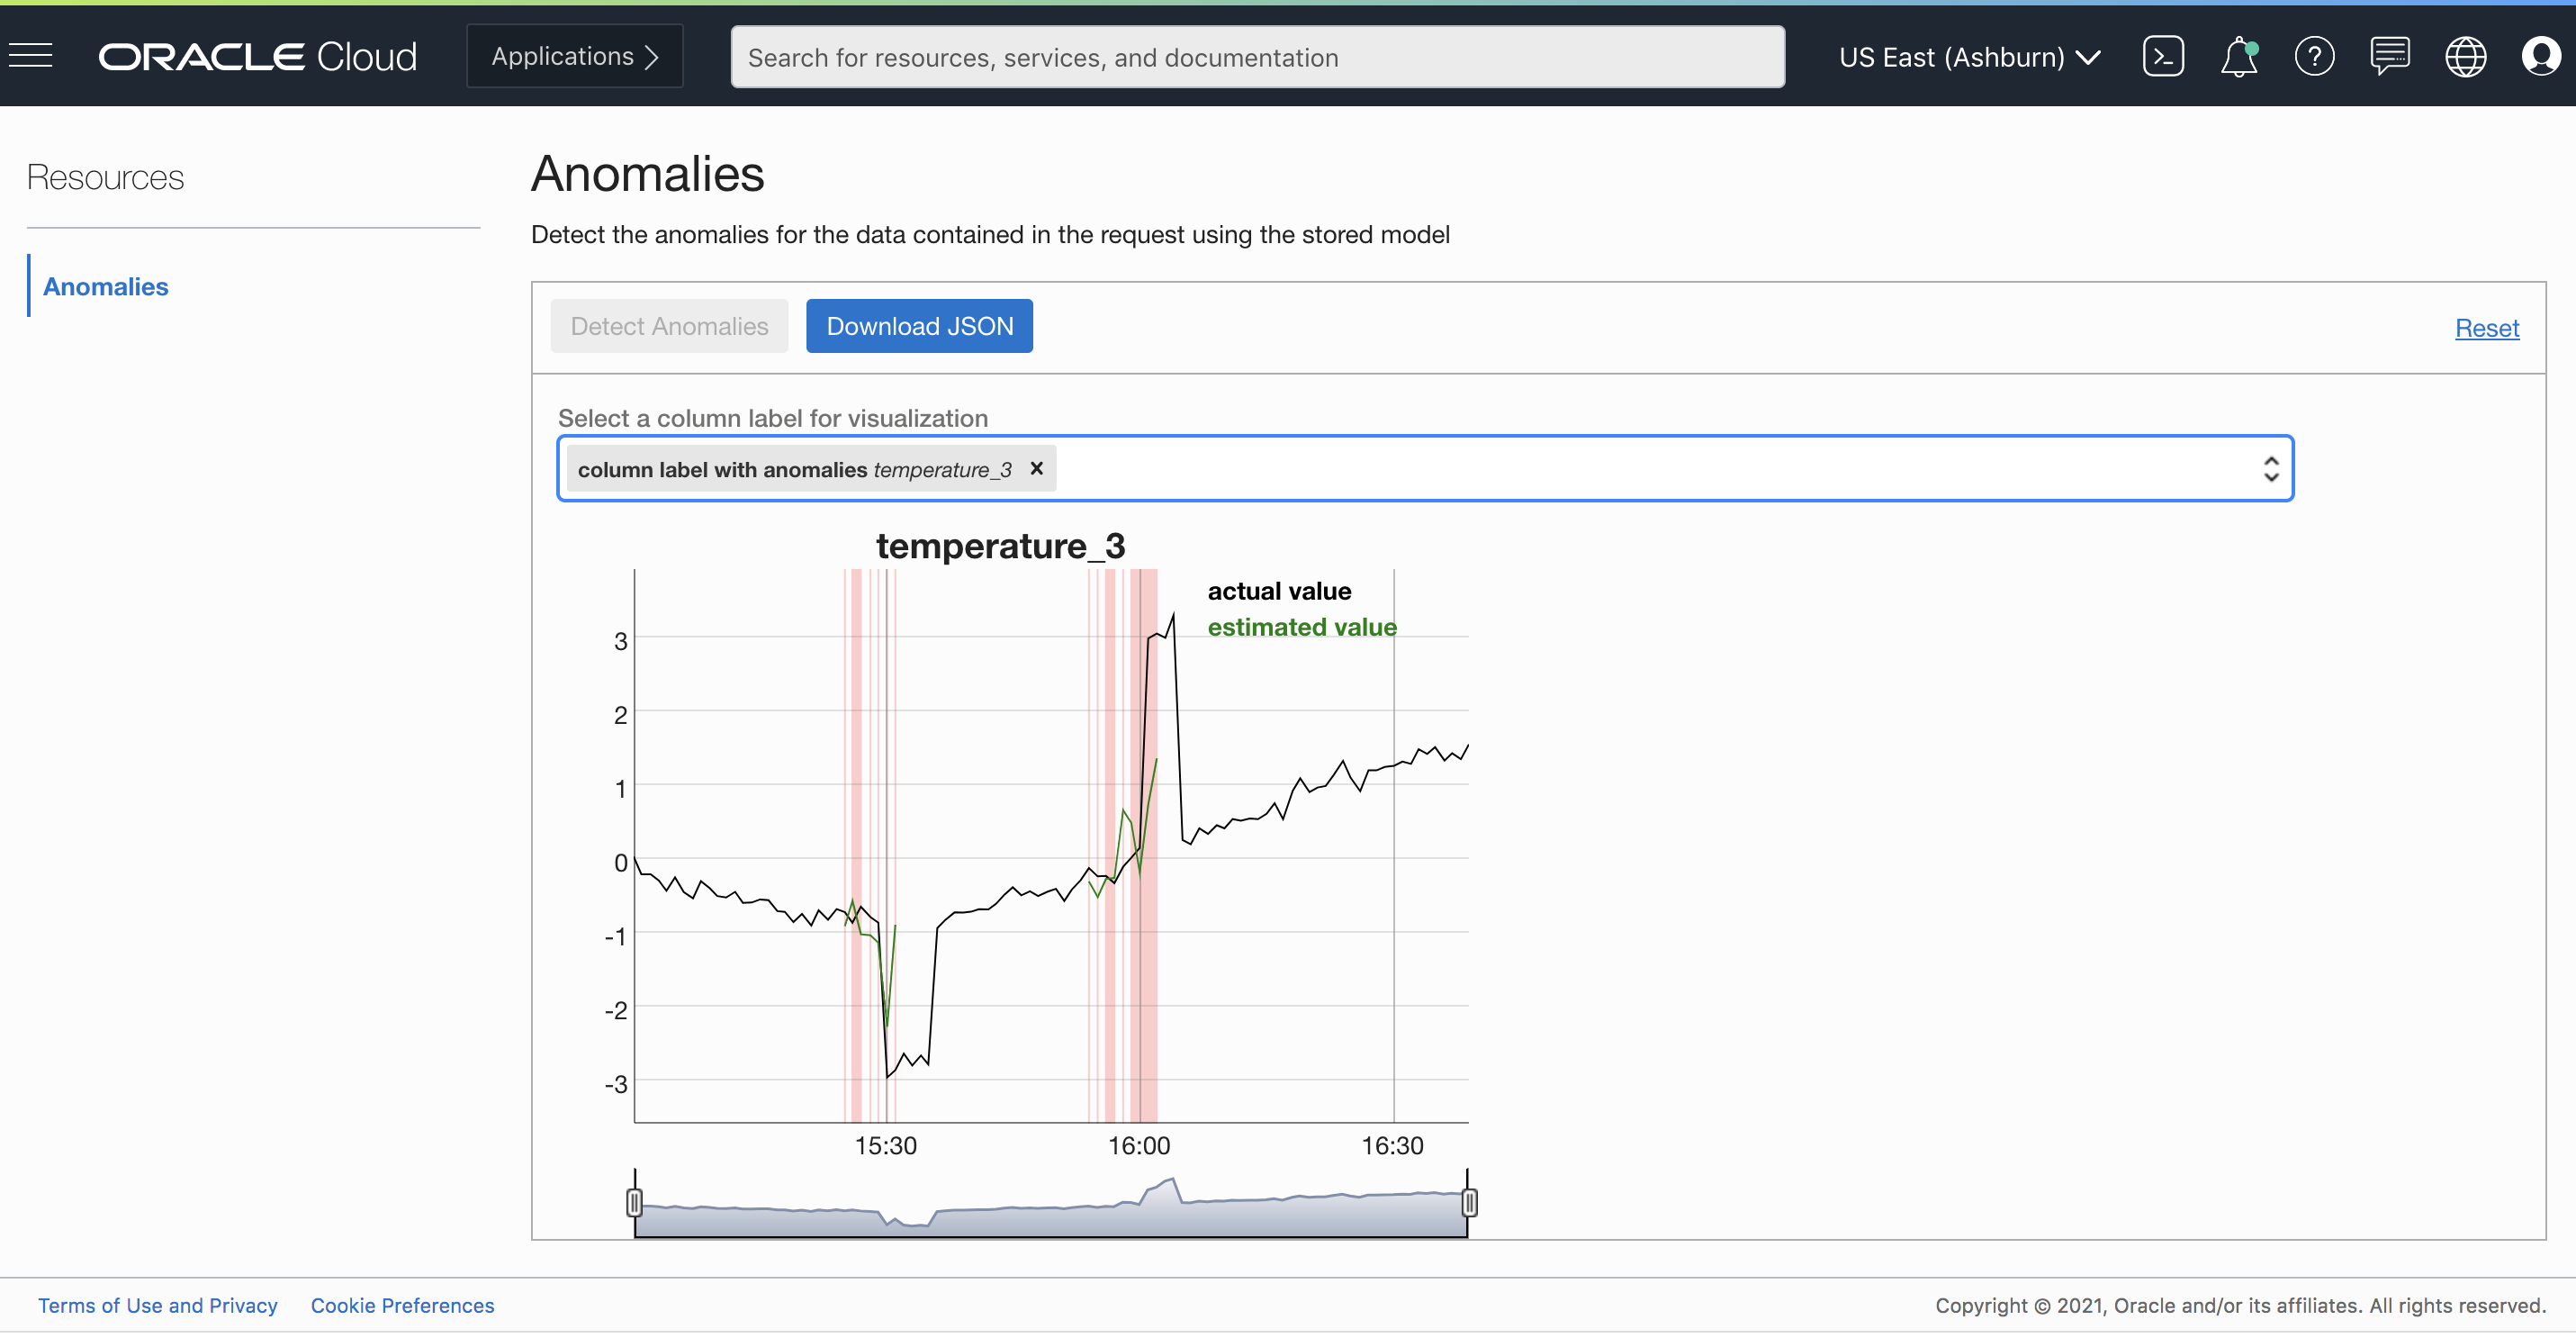 ORACLE Cloud
Applications
Search for resources, services, and documentation
US East (Ashburn)
Resources
Anomalies
Anomalies
Detect the anomalies for the data contained in the request using the stored model
Detect Anomalies
Download JSON
Reset
Select a column label for visualization
column label with anomalies temperature_3 ×
temperature_3
actual value
estimated value
3
2
1
0
-1
-2
-3
15:30 16:00 16:30
Terms of Use and Privacy Cookie Preferences
Copyright © 2021, Oracle and/or its affiliates. All rights reserved.